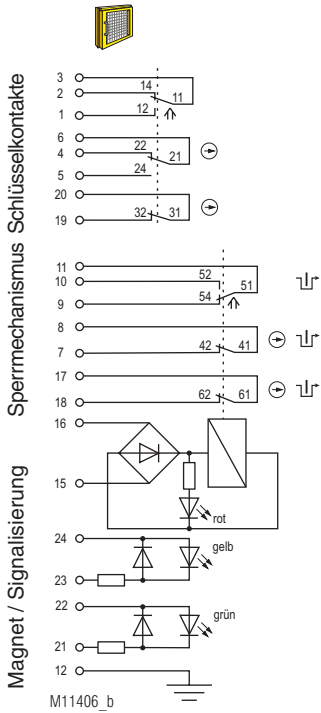 Schlüsselkontakte
3
2 14
11
1 12
6
22
4 21
5 24
20
19 32 31
Sperrmechanismus
11
10 52
51
9 54
8
7 42 41
17
18 62 61
Magnet / Signalisierung
16
15
rot
24
gelb
23
22
grün
21
12
M11406_b